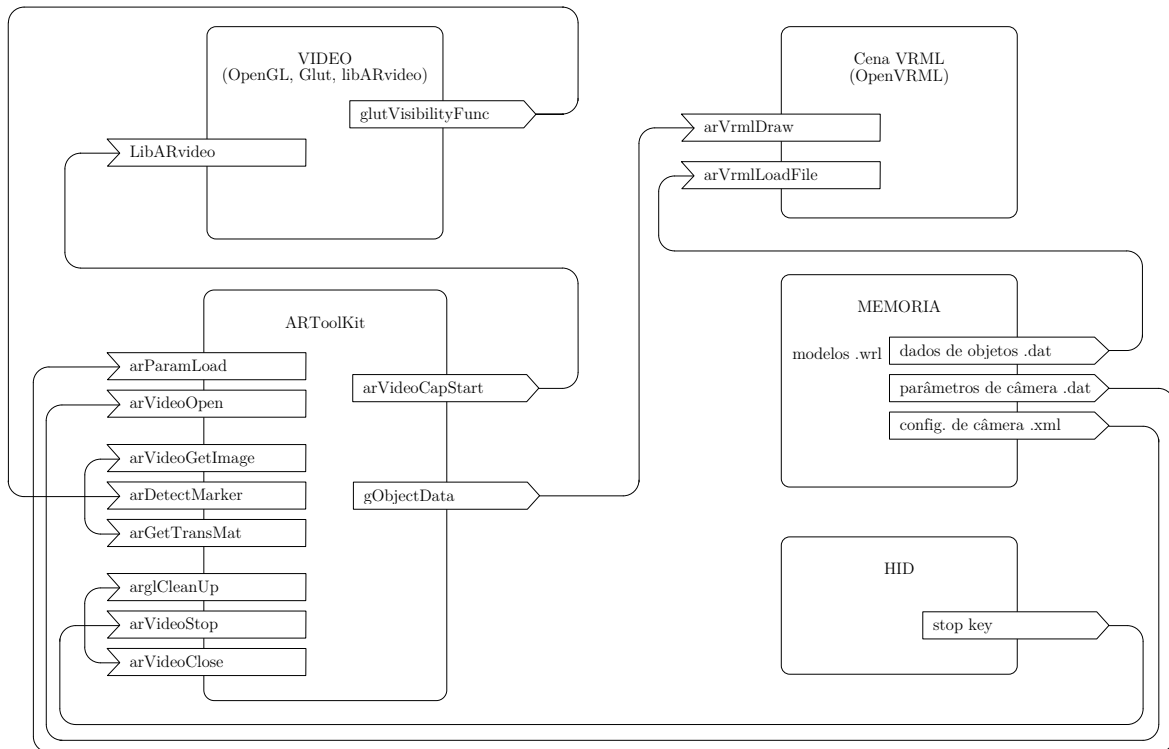 VIDEO
(OpenGL, Glut, libARvideo)
glutVisibilityFunc
LibARvideo
Cena VRML
(OpenVRML)
arVrmlDraw
arVrmlLoadFile
ARToolKit
arParamLoad
arVideoOpen
arVideoGetImage
arDetectMarker
arGetTransMat
arglCleanUp
arVideoStop
arVideoClose
arVideoCapStart
gObjectData
MEMORIA
modelos .wrl
dados de objetos .dat
parâmetros de câmera .dat
config. de câmera .xml
HID
stop key